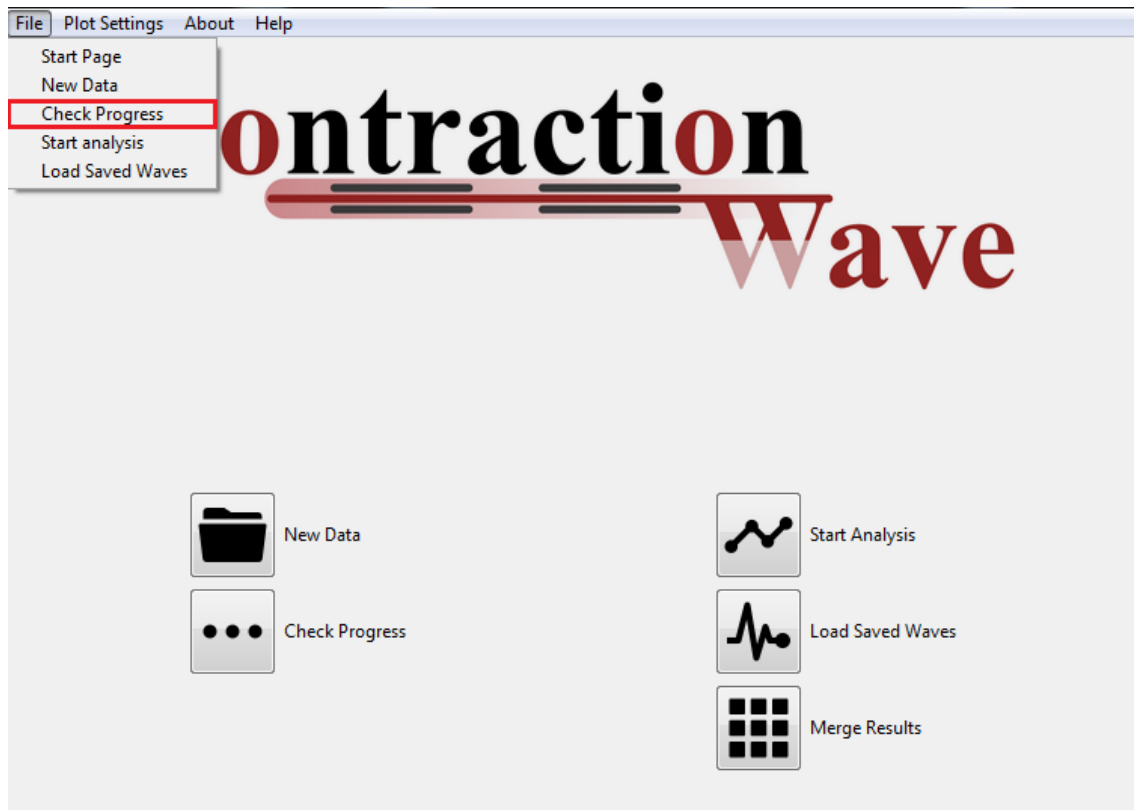 File Plot Settings About Help
Start Page
New Data
Check Progress
Start analysis
Load Saved Waves
ontraction
Wave
New Data
Start Analysis
Check Progress
Load Saved Waves
Merge Results